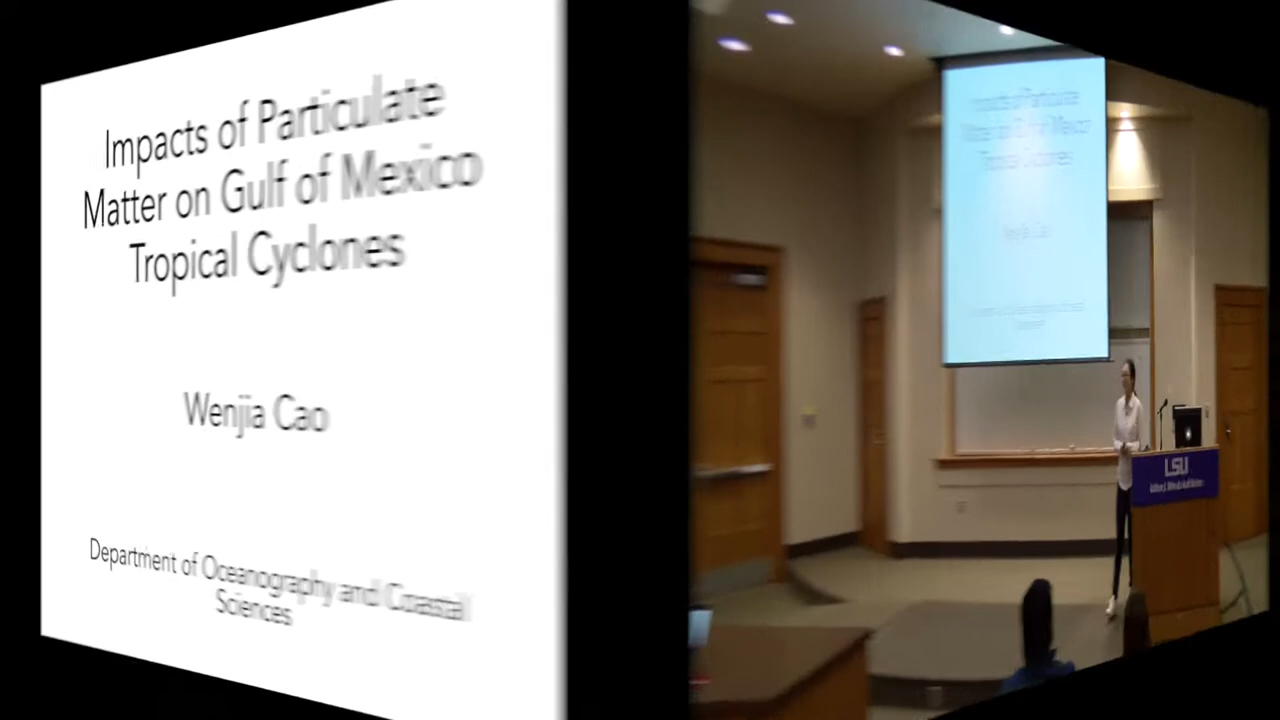 Impacts of Particulate
Matter on Gulf of Mexico
Tropical Cyclones
Wenjia Cao
Department of Oceanography and Coastal
Sciences
LSU